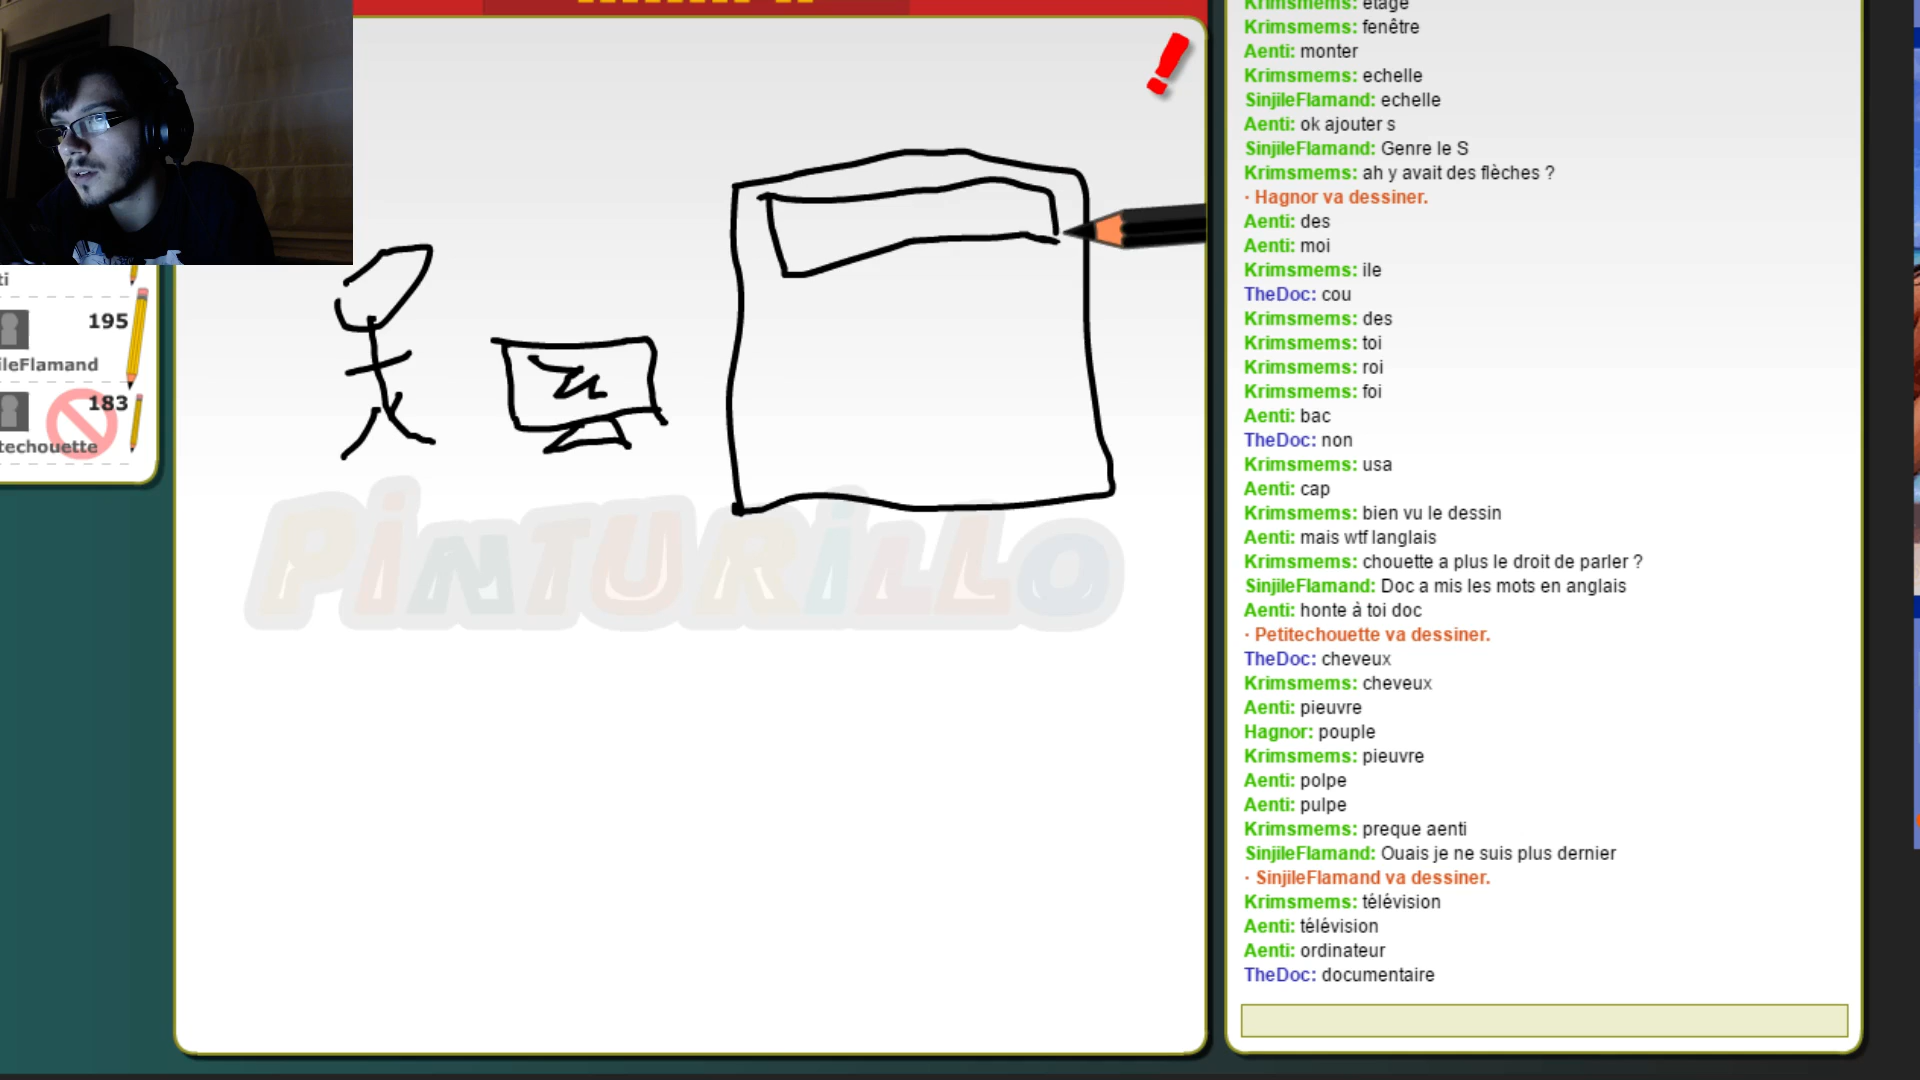 Krimsmems: etage
Krimsmems: fenêtre
Aenti: monter
Krimsmems: echelle
SinjileFlamand: echelle
Aenti: ok ajouter s
SinjileFlamand: Genre le S
Krimsmems: ah y avait des flèches ?
· Hagnor va dessiner.
Aenti: des
Aenti: moi
Krimsmems: ile
TheDoc: cou
Krimsmems: des
Krimsmems: toi
Krimsmems: roi
Krimsmems: foi
Aenti: bac
TheDoc: non
Krimsmems: usa
Aenti: cap
Krimsmems: bien vu le dessin
Aenti: mais wtf langlais
Krimsmems: chouette a plus le droit de parler ?
SinjileFlamand: Doc a mis les mots en anglais
Aenti: honte à toi doc
· Petitechouette va dessiner.
TheDoc: cheveux
Krimsmems: cheveux
Aenti: pieuvre
Hagnor: pouple
Krimsmems: pieuvre
Aenti: polpe
Aenti: pulpe
Krimsmems: preque aenti
SinjileFlamand: Ouais je ne suis plus dernier
· SinjileFlamand va dessiner.
Krimsmems: télévision
Aenti: télévision
Aenti: ordinateur
TheDoc: documentaire
ti
195
ileFlamand
183
techouette
!
PINTURILLO